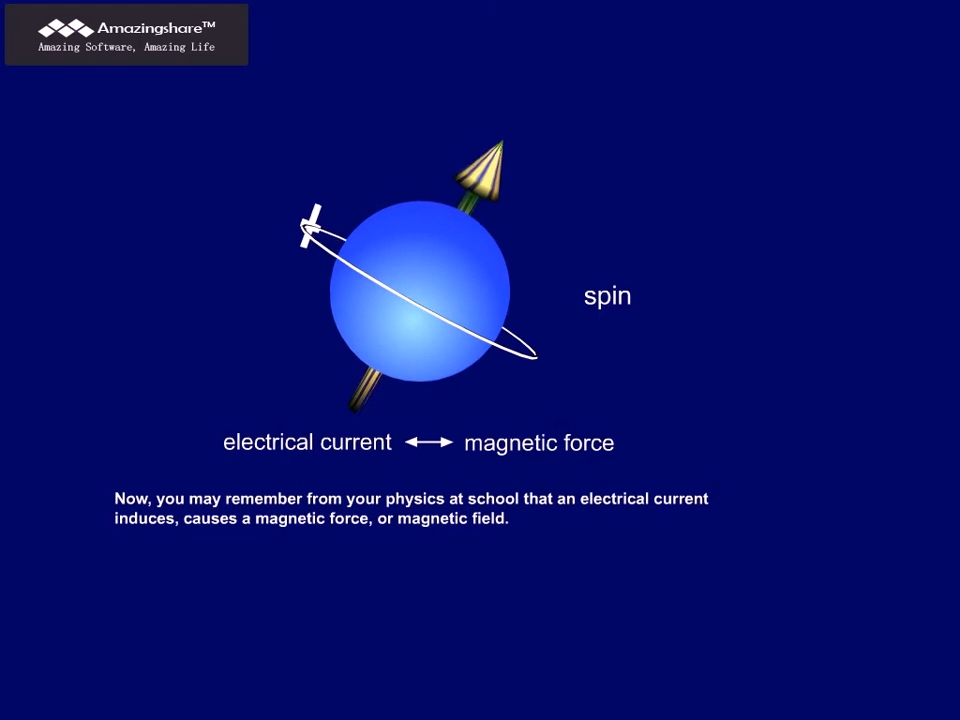 Amazingshare™
Amazing Software, Amazing Life
spin
electrical current ↔ magnetic force
Now, you may remember from your physics at school that an electrical current
induces, causes a magnetic force, or magnetic field.